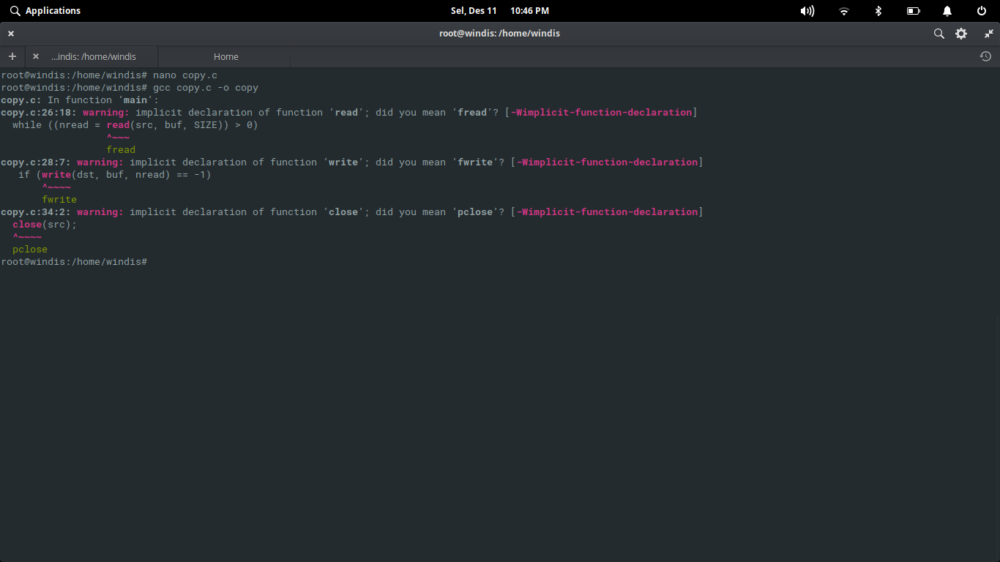 Applications
Sel, Des 11 10:46 PM
root@windis: /home/windis
...indis: /home/windis
Home
root@windis:/home/windis# nano copy.c
root@windis:/home/windis# gcc copy.c -o copy
copy.c: In function ‘main’:
copy.c:26:18: warning: implicit declaration of function ‘read’; did you mean ‘fread’? [-Wimplicit-function-declaration]
  while ((nread = read(src, buf, SIZE)) > 0)
                  ^~~~
                  fread
copy.c:28:7: warning: implicit declaration of function ‘write’; did you mean ‘fwrite’? [-Wimplicit-function-declaration]
   if (write(dst, buf, nread) == -1)
       ^~~~~
       fwrite
copy.c:34:2: warning: implicit declaration of function ‘close’; did you mean ‘pclose’? [-Wimplicit-function-declaration]
  close(src);
  ^~~~~
  pclose
root@windis:/home/windis#